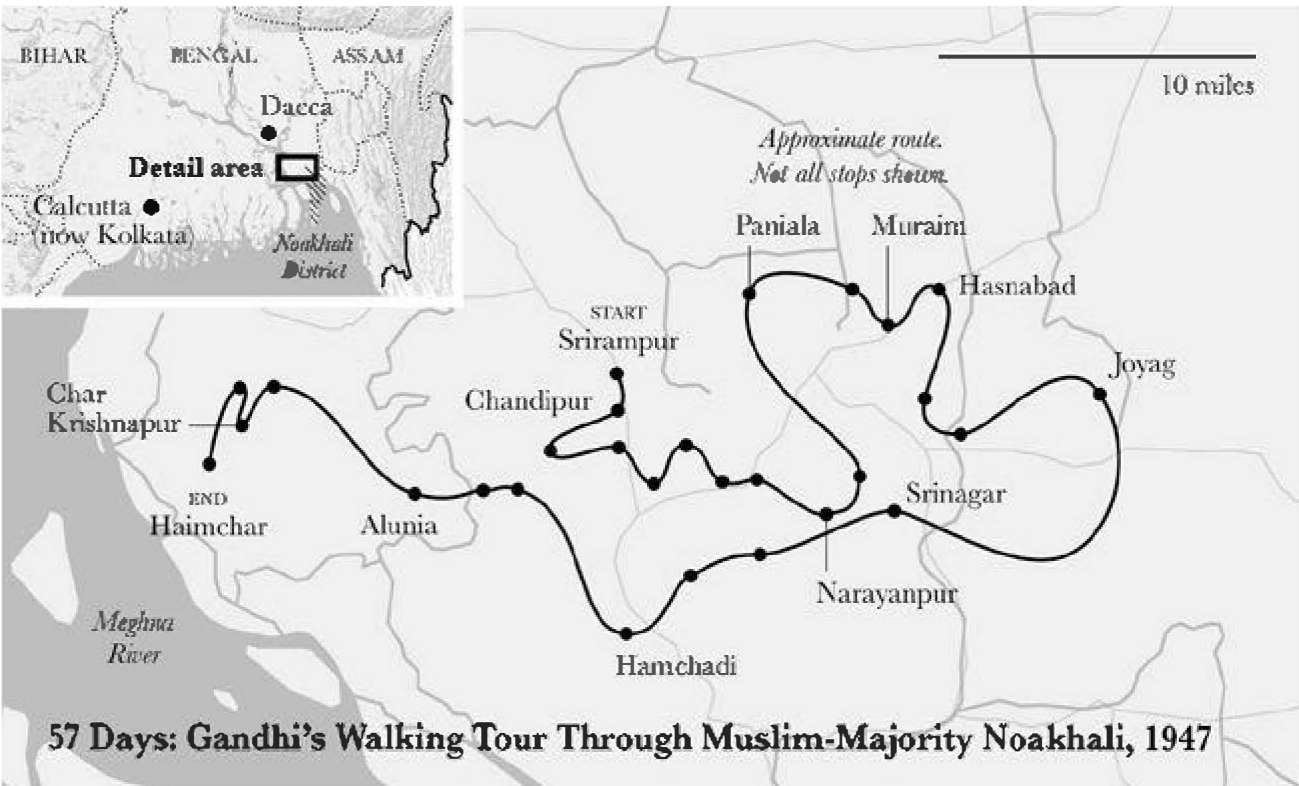 BIHAR
BENGAL
ASSAM
Dacca
Detail area
Calcutta
(now Kolkata)
Noakhali
District
10 miles
Approximate route.
Not all stops shown.
Paniala
Muraim
Hasnabad
START
Srirampur
Joyag
Char
Krishnapur
Chandipur
END
Haimchar
Alunia
Srinagar
Narayanpur
Meghna
River
Hamchadi
57 Days: Gandhi's Walking Tour Through Muslim-Majority Noakhali, 1947